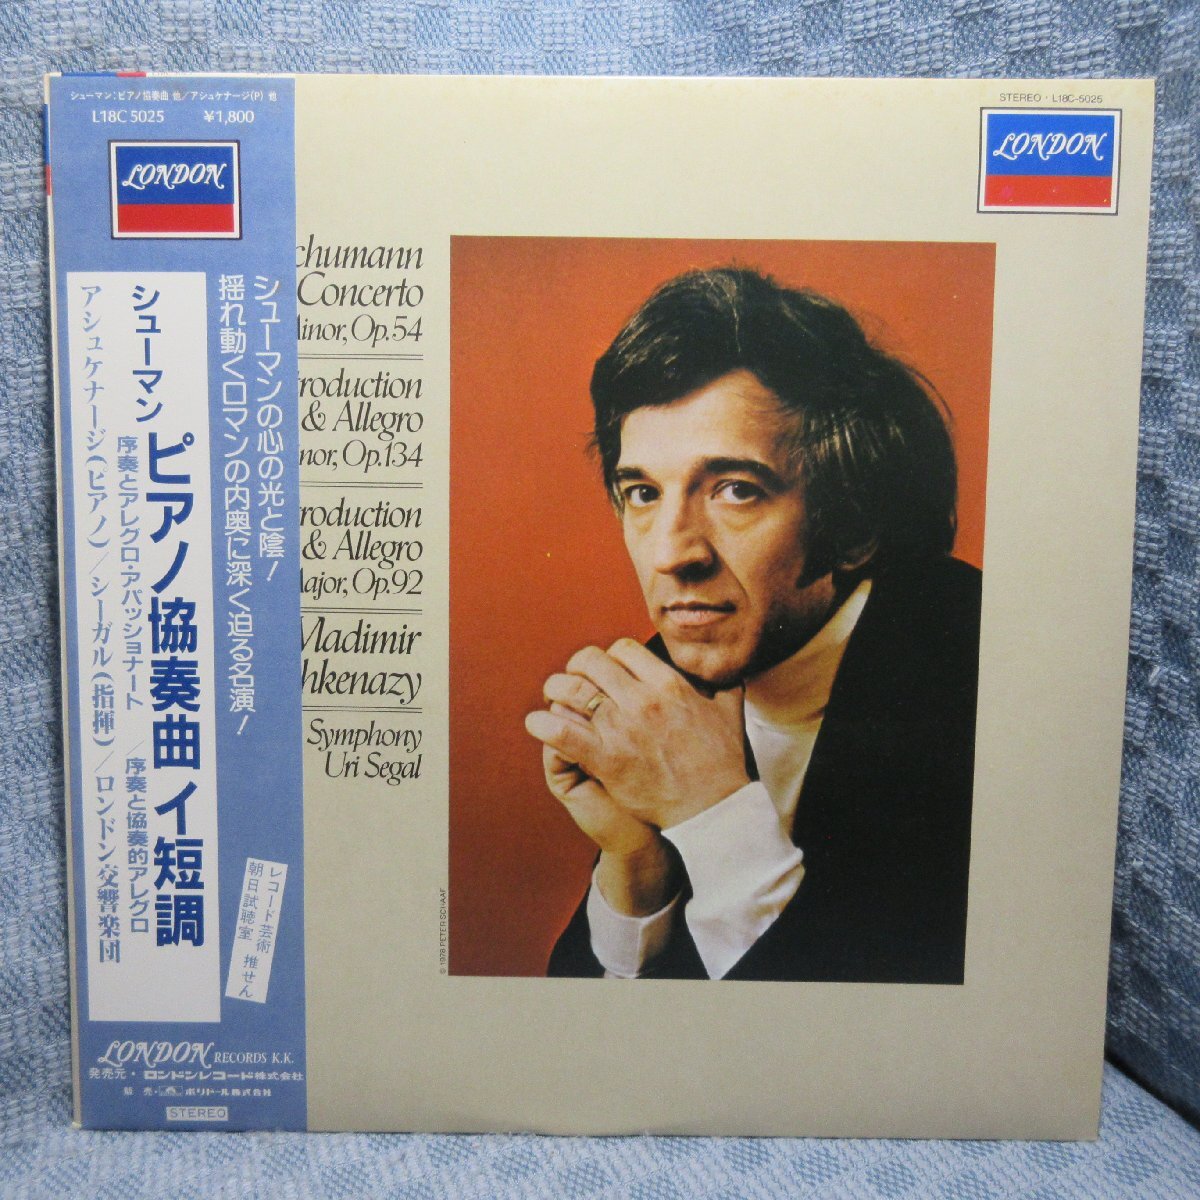 シューマン:ピアノ協奏曲 他/アシュケナージ(P) 他
L18C 5025 ¥1,800
LONDON
シューマンの心の光と陰!
揺れ動くロマンの内奥に深く迫る名演!
シューマン ピアノ協奏曲 イ短調
序奏とアレグロ・アパッショナート/序奏と協奏的アレグロ
アシュケナージ(ピアノ)/シーガル(指揮)/ロンドン交響楽団
レコード芸術
朝日試聴室 推せん
LONDON RECORDS K.K.
発売元・ロンドンレコード株式会社
販売・ポリドール株式会社
STEREO
STEREO・L18C-5025
LONDON
chumann
Concerto
Minor, Op.54
troduction
& Allegro
nor, Op.134
roduction
& Allegro
Major, Op.92
Vladimir
hkenazy
Symphony
Uri Segal
© 1978 PETER SCHAAF